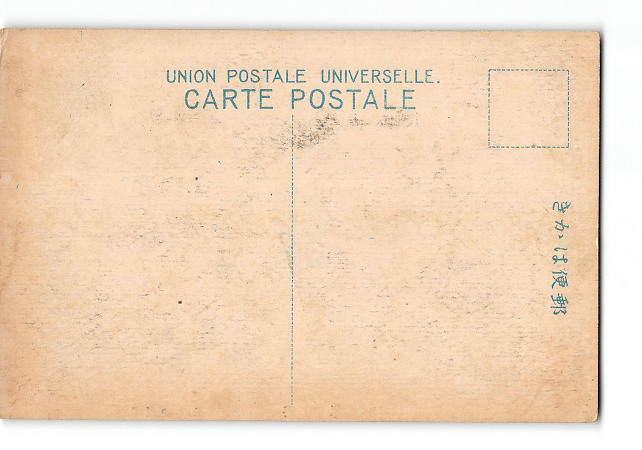 UNION POSTALE UNIVERSELLE.
CARTE POSTALE
きかは便郵